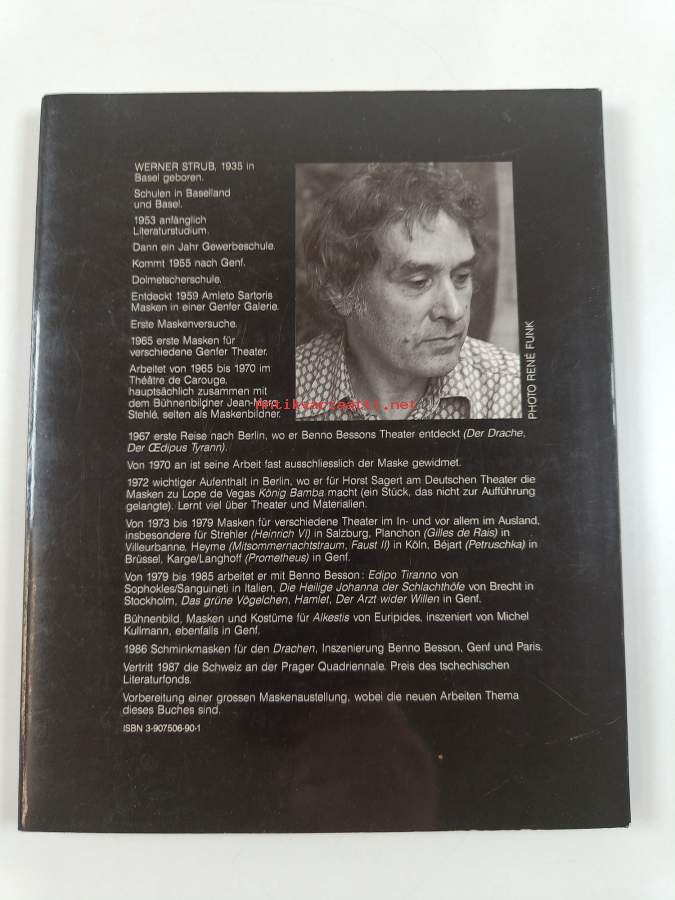 WERNER STRUB, 1935 in
Basel geboren.
Schulen in Baselland
und Basel.
1953 anfänglich
Literaturstudium.
Dann ein Jahr Gewerbeschule.
Kommt 1955 nach Genf.
Dolmetscherschule.
Entdeckt 1959 Amleto Sartoris
Masken in einer Genfer Galerie.
Erste Maskenversuche.
1965 erste Masken für
verschiedene Genfer Theater.
Arbeitet von 1965 bis 1970 im
Théâtre de Carouge,
hauptsächlich zusammen mit
dem Bühnenbildner Jean-Marc
Stehlé, selten als Maskenbildner.
PHOTO RENÉ FUNK
Antikvariaatti.net
1967 erste Reise nach Berlin, wo er Benno Bessons Theater entdeckt (Der Drache,
Der Œdipus Tyrann).
Von 1970 an ist seine Arbeit fast ausschliesslich der Maske gewidmet.
1972 wichtiger Aufenthalt in Berlin, wo er für Horst Sagert am Deutschen Theater die
Masken zu Lope de Vegas König Bamba macht (ein Stück, das nicht zur Aufführung
gelangte). Lernt viel über Theater und Materialien.
Von 1973 bis 1979 Masken für verschiedene Theater im In- und vor allem im Ausland,
insbesondere für Strehler (Heinrich VI) in Salzburg, Planchon (Gilles de Rais) in
Villeurbanne, Heyme (Mitsommernachtstraum, Faust II) in Köln, Béjart (Petruschka) in
Brüssel, Karge/Langhoff (Prometheus) in Genf.
Von 1979 bis 1985 arbeitet er mit Benno Besson: Edipo Tiranno von
Sophokles/Sanguineti in Italien, Die Heilige Johanna der Schlachthöfe von Brecht in
Stockholm, Das grüne Vögelchen, Hamlet, Der Arzt wider Willen in Genf.
Bühnenbild, Masken und Kostüme für Alkestis von Euripides, inszeniert von Michel
Kullmann, ebenfalls in Genf.
1986 Schminkmasken für den Drachen, Inszenierung Benno Besson, Genf und Paris.
Vertritt 1987 die Schweiz an der Prager Quadriennale. Preis des tschechischen
Literaturfonds.
Vorbereitung einer grossen Maskenaustellung, wobei die neuen Arbeiten Thema
dieses Buches sind.
ISBN 3-907506-90-1